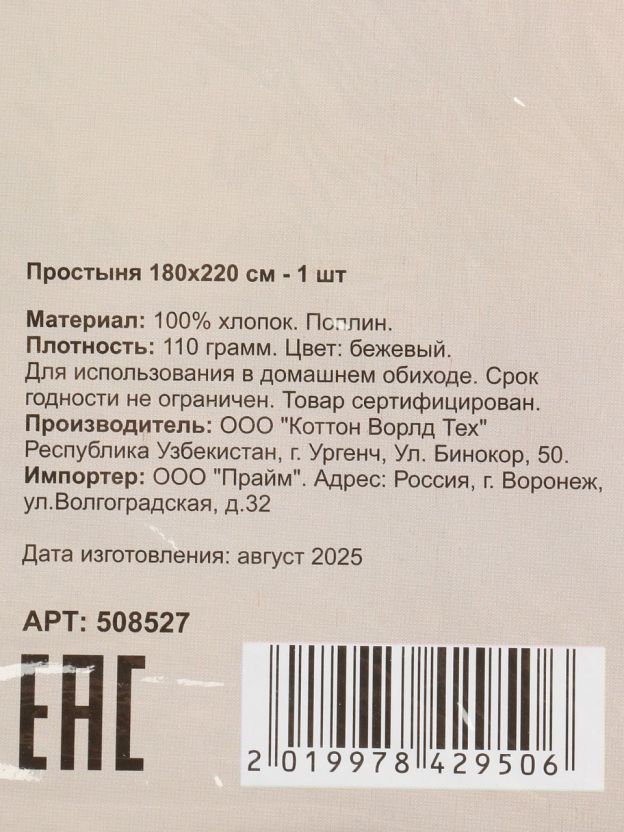 Простыня 180х220 см - 1 шт
Материал: 100% хлопок. Поплин.
Плотность: 110 грамм. Цвет: бежевый.
Для использования в домашнем обиходе. Срок
годности не ограничен. Товар сертифицирован.
Производитель: ООО "Коттон Ворлд Тех"
Республика Узбекистан, г. Ургенч, Ул. Бинокор, 50.
Импортер: ООО "Прайм". Адрес: Россия, г. Воронеж,
ул.Волгоградская, д.32
Дата изготовления: август 2025
АРТ: 508527
ЕАС
2 019978 429506